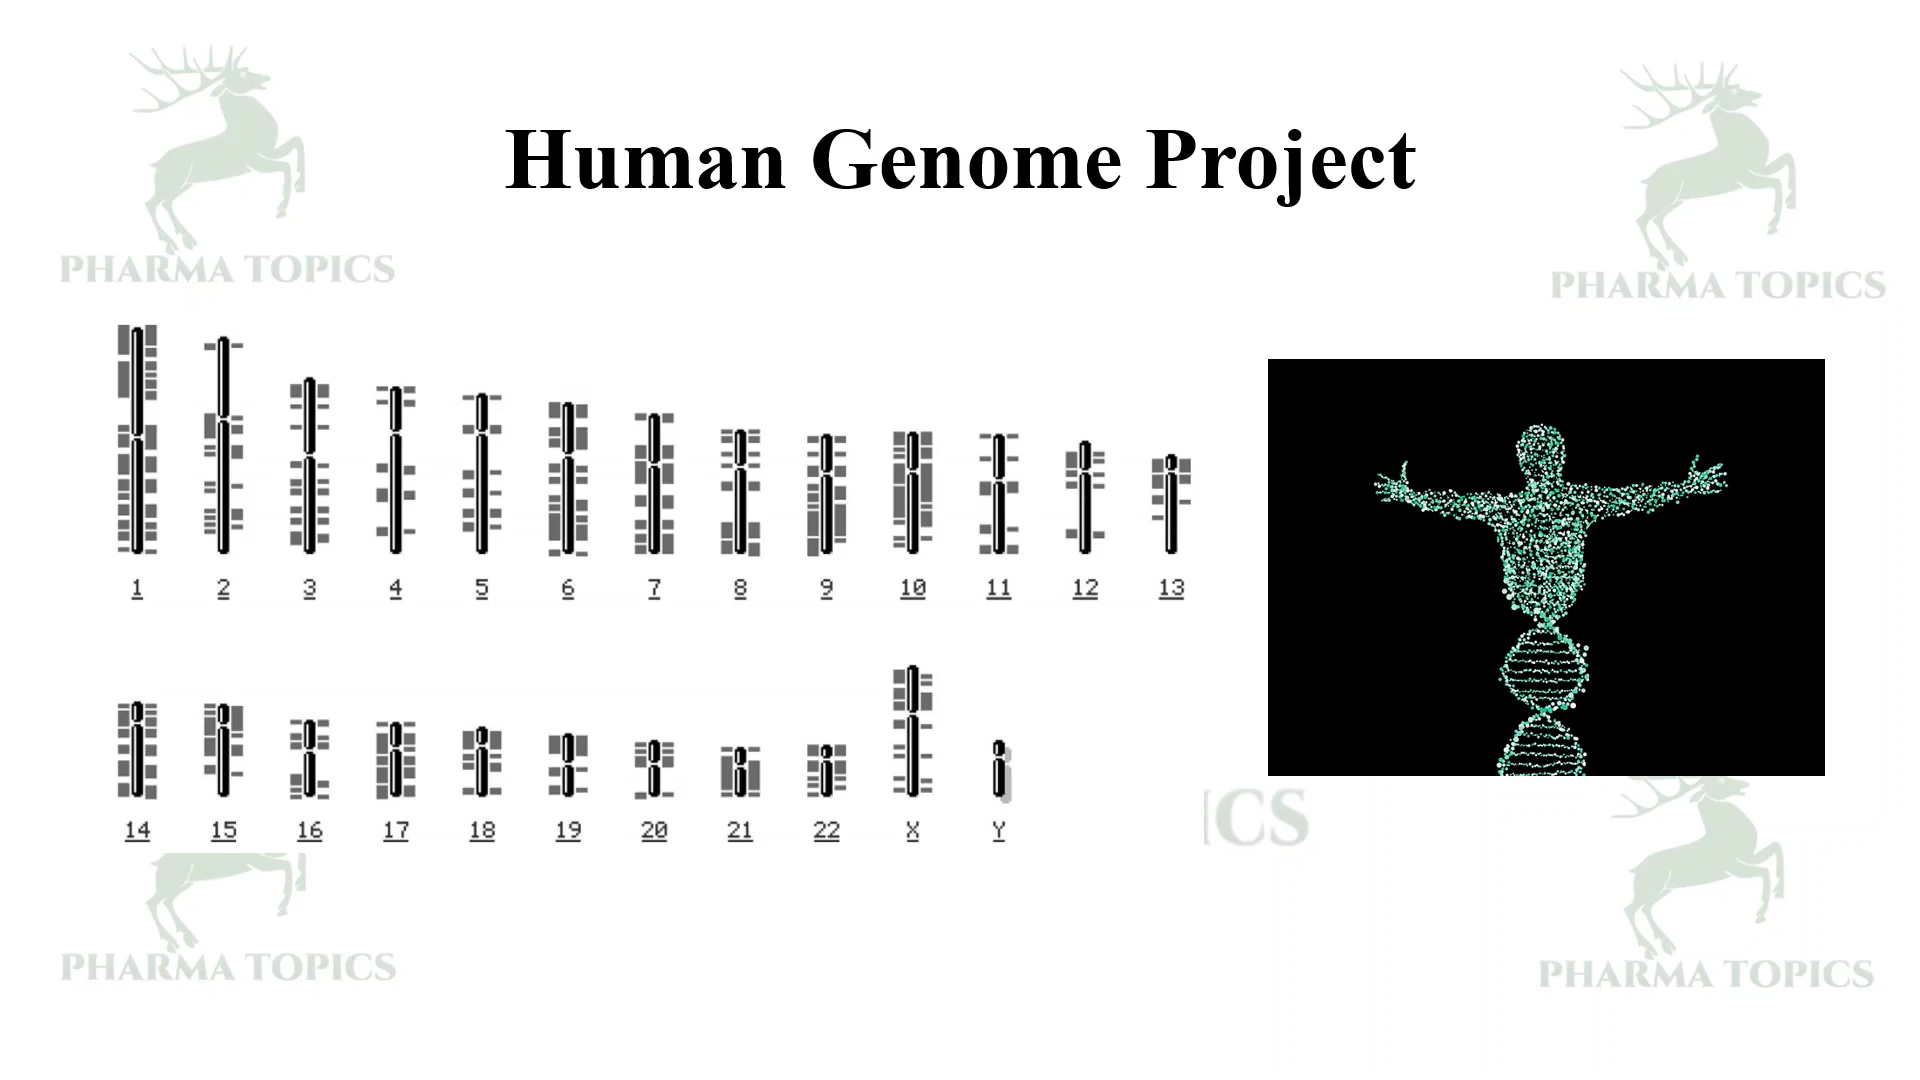 Human Genome Project
PHARMA TOPICS
PHARMA TOPICS
1 2 3 4 5 6 7 8 9 10 11 12 13
14 15 16 17 18 19 20 21 22 X Y
ICS
PHARMA TOPICS
PHARMA TOPICS